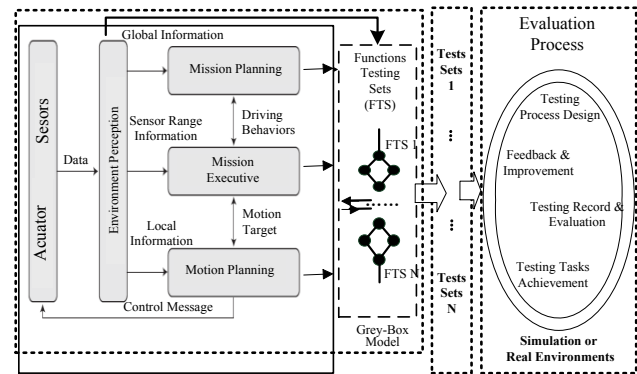 Global Information
Mission Planning
Sensor Range
Information
Driving
Behaviors
Sesors
Acuator
Data
Environment Perception
Mission
Executive
Local
Information
Motion
Target
Motion Planning
Control Message
Functions
Testing
Sets
(FTS)
FTS 1
......
FTS N
Grey-Box
Model
Tests
Sets
1
...
...
Tests
Sets
N
Evaluation
Process
Testing
Process Design
Feedback &
Improvement
Testing Record &
Evaluation
Testing Tasks
Achievement
Simulation or
Real Environments